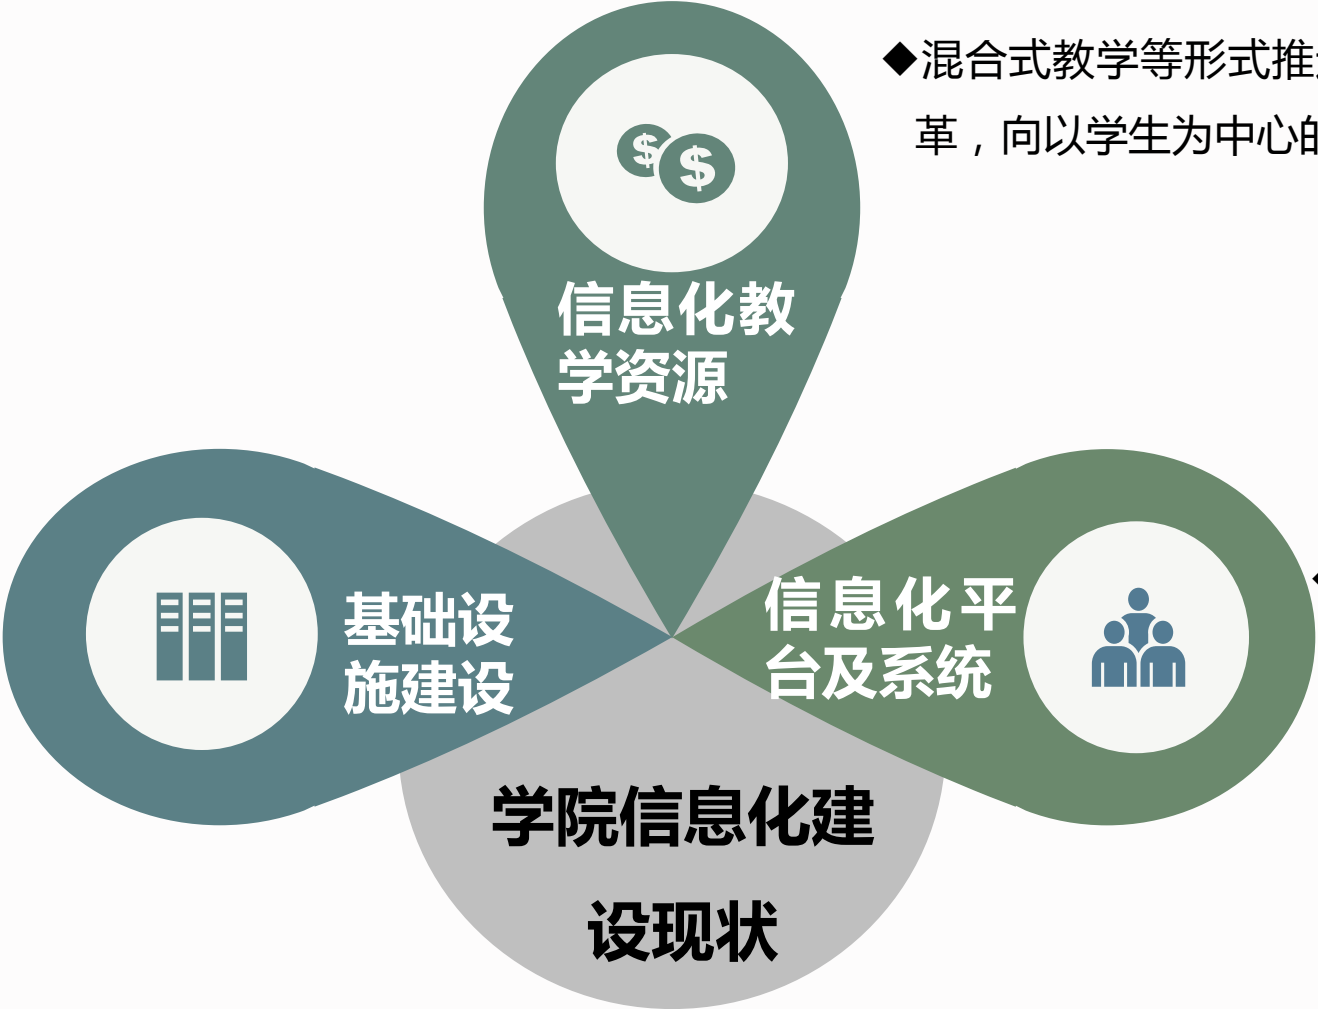 ◆混合式教学等形式推
革，向以学生为中心的
信息化教
学资源
基础设
施建设
信息化平
台及系统
学院信息化建
设现状